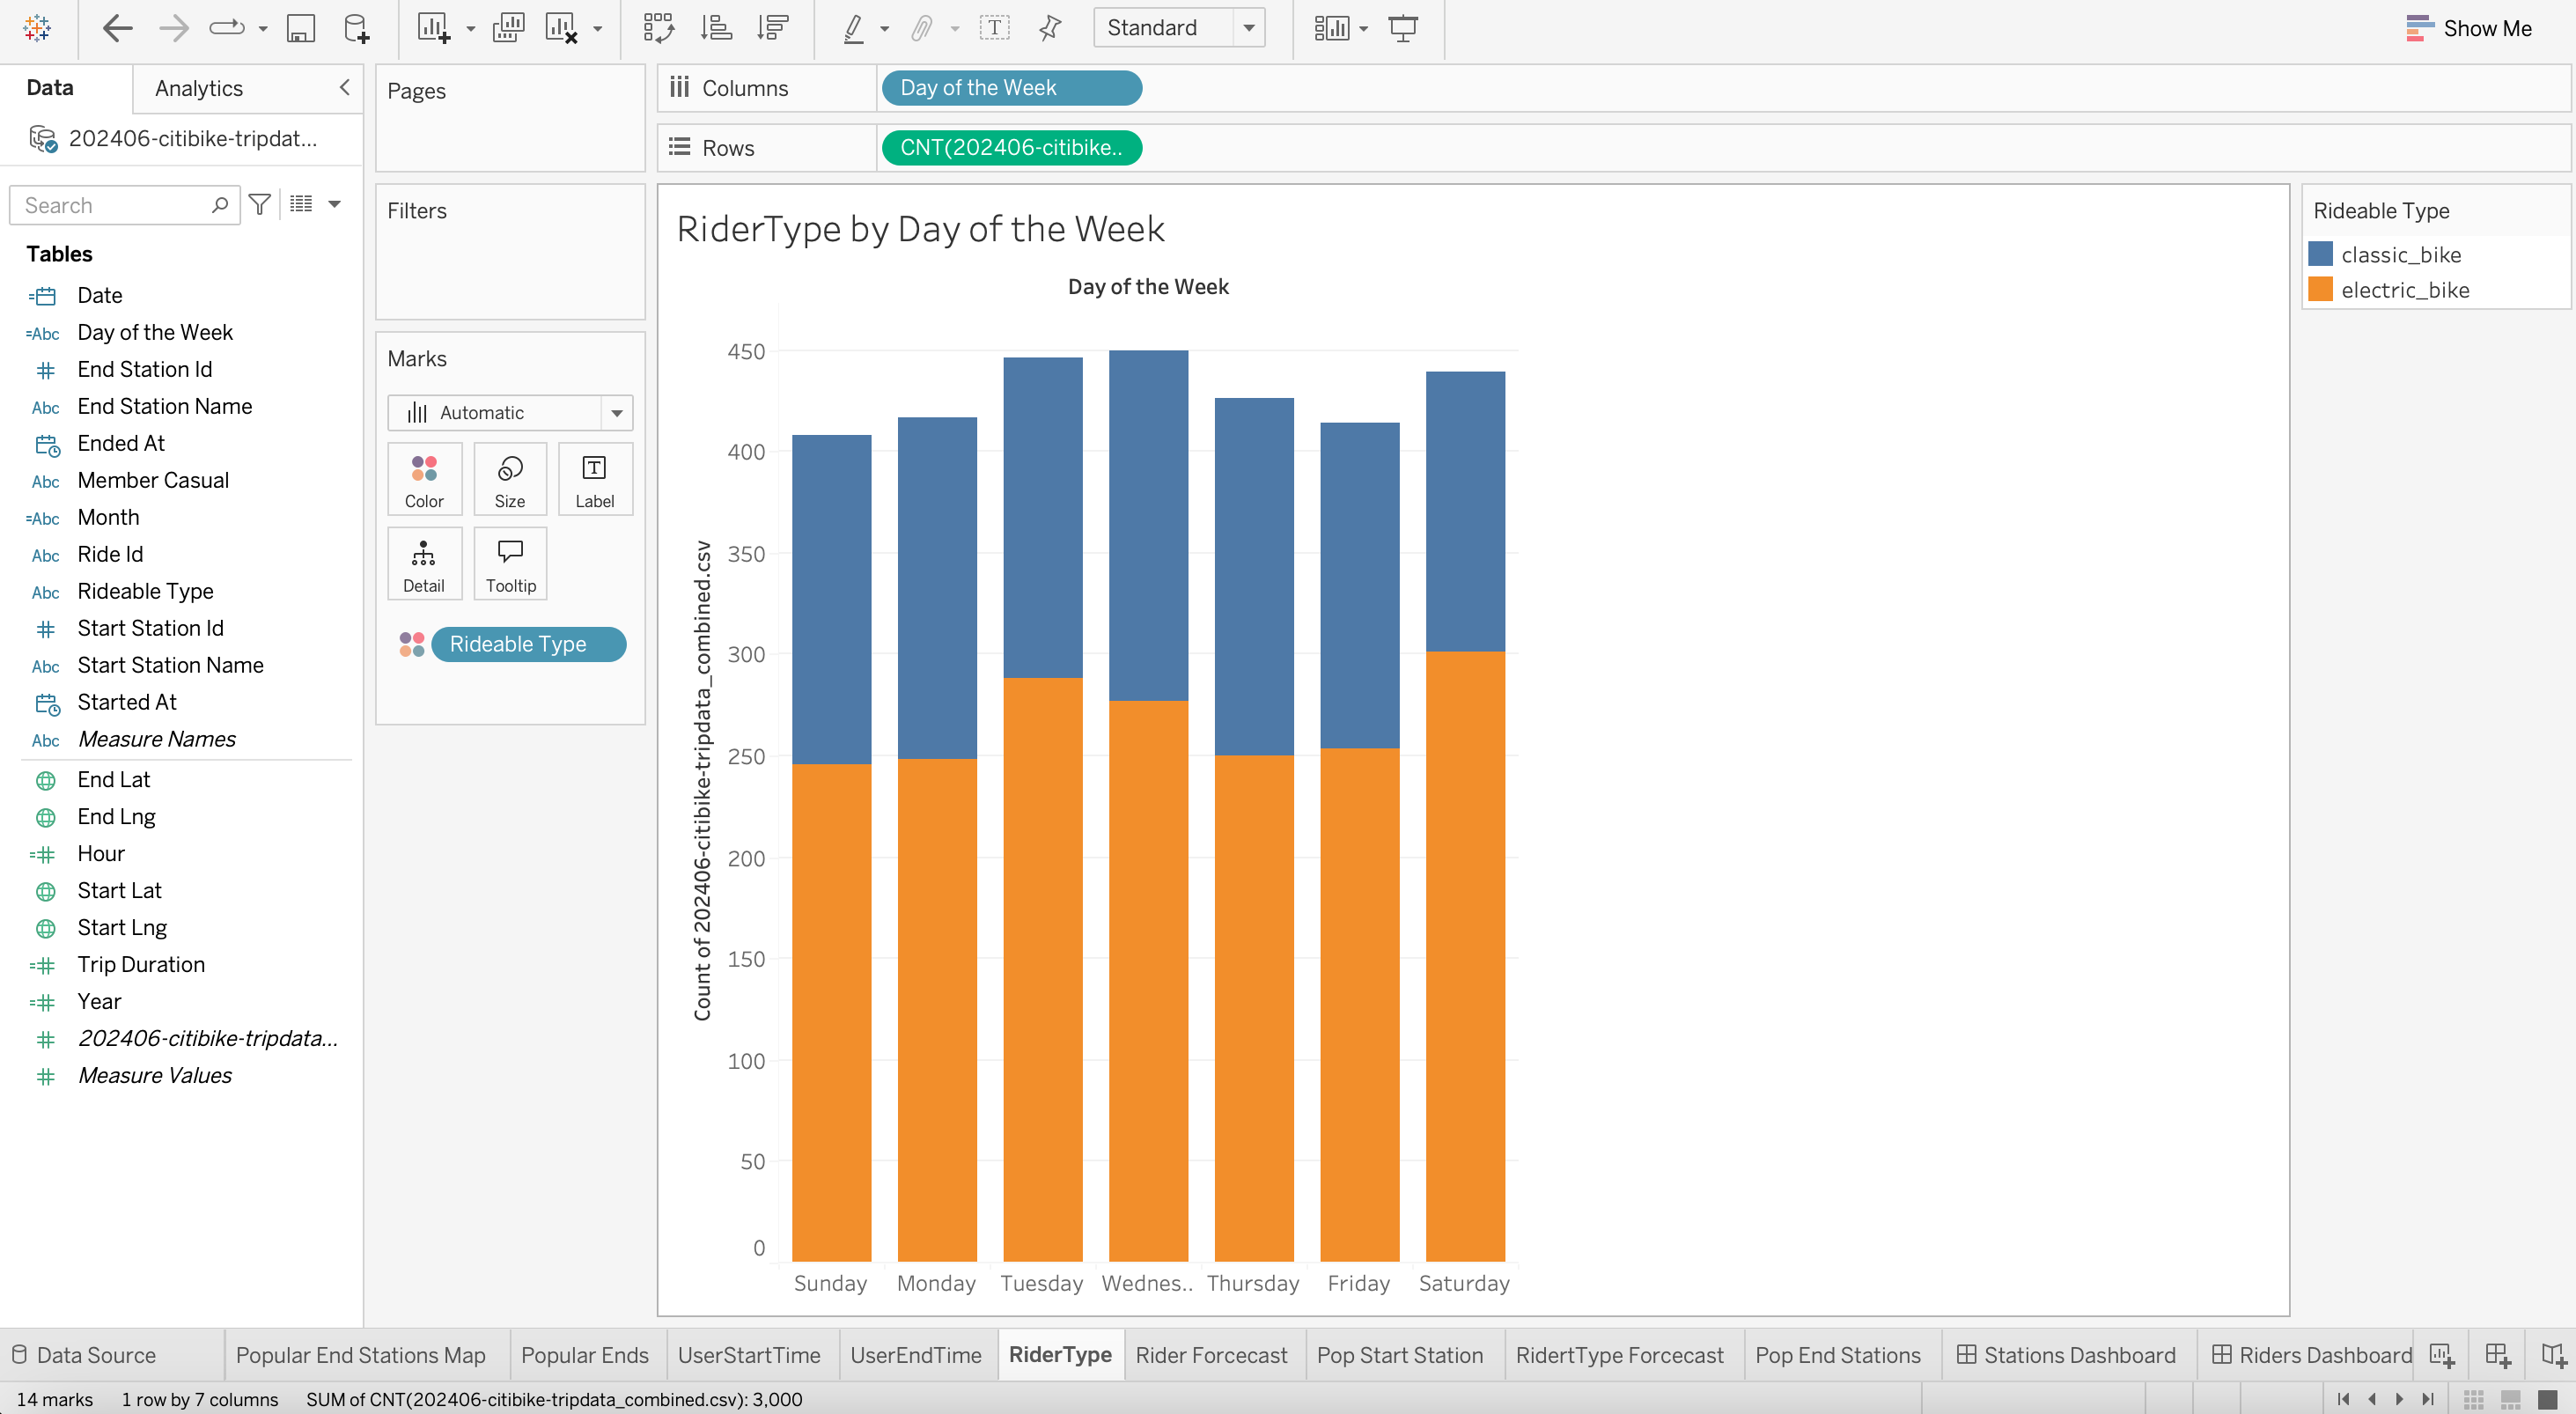 Standard
Show Me
Data
Analytics
202406-citibike-tripdat...
Search
Tables
Date
=Abc Day of the Week
End Station Id
Abc End Station Name
Ended At
Abc Member Casual
=Abc Month
Abc Ride Id
Abc Rideable Type
Start Station Id
Abc Start Station Name
Started At
Abc Measure Names
End Lat
End Lng
Hour
Start Lat
Start Lng
Trip Duration
Year
202406-citibike-tripdata...
Measure Values
Pages
Filters
Marks
Automatic
Color
Size
Label
Detail
Tooltip
Rideable Type
Columns
Day of the Week
Rows
CNT(202406-citibike..
RiderType by Day of the Week
Day of the Week
Count of 202406-citibike-tripdata_combined.csv
450
400
350
300
250
200
150
100
50
0
Sunday
Monday
Tuesday
Wednes..
Thursday
Friday
Saturday
Rideable Type
classic_bike
electric_bike
Data Source
Popular End Stations Map
Popular Ends
UserStartTime
UserEndTime
RiderType
Rider Forcecast
Pop Start Station
RidertType Forcecast
Pop End Stations
Stations Dashboard
Riders Dashboard
14 marks
1 row by 7 columns
SUM of CNT(202406-citibike-tripdata_combined.csv): 3,000